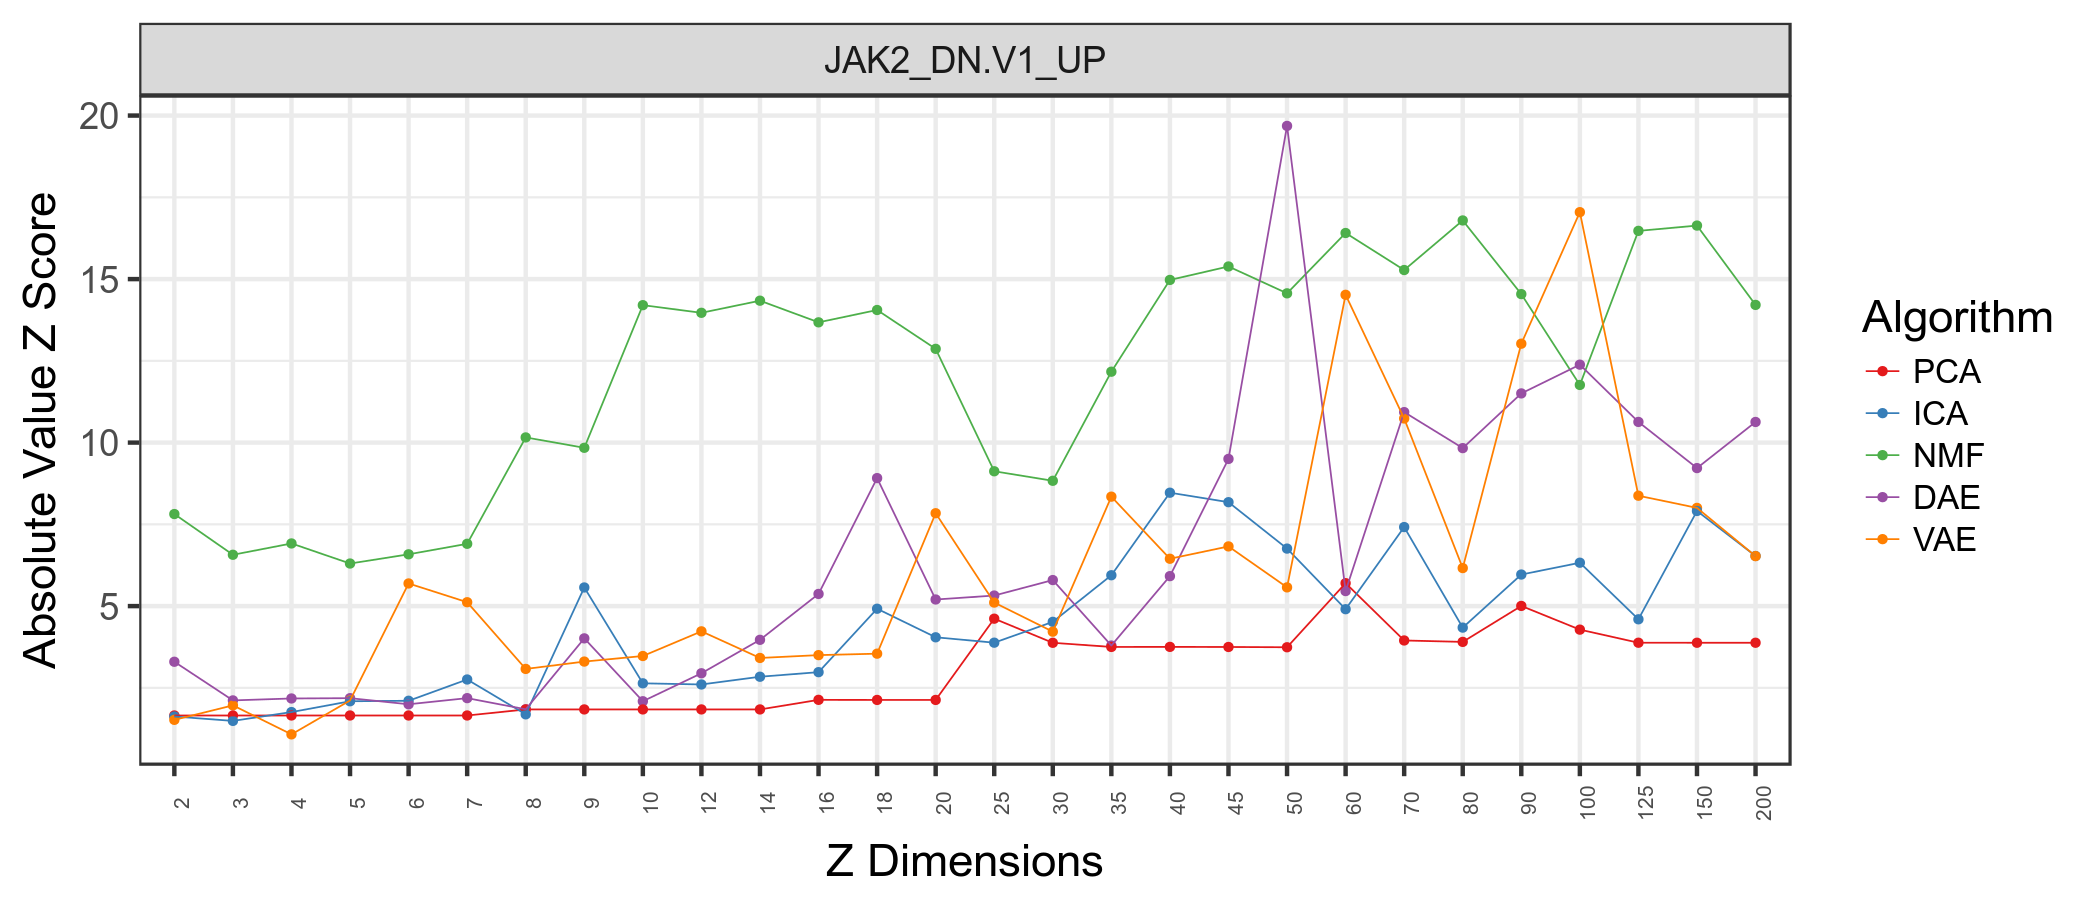 JAK2_DN.V1_UP
Absolute Value Z Score
20
15
10
5
2 3 4 5 6 7 8 9 10 12 14 16 18 20 25 30 35 40 45 50 60 70 80 90 100 125 150 200
Z Dimensions
Algorithm
PCA
ICA
NMF
DAE
VAE